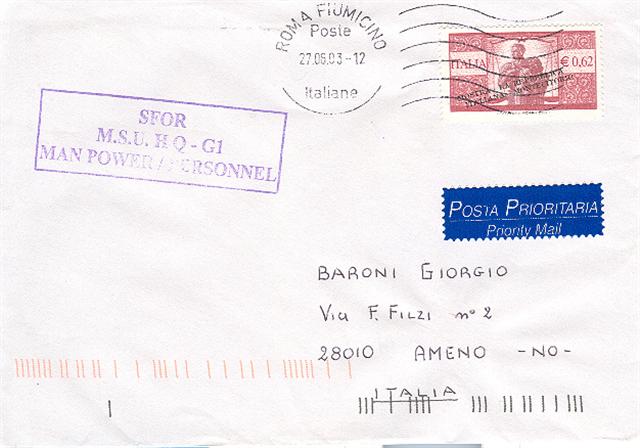 ROMA FIUMICINO
Poste
27.06.03-12
Italiane
ITALIA
€ 0,62
SFOR
M.S.U. H Q - G1
MAN POWER / PERSONNEL
POSTA PRIORITARIA
Priority Mail
BARONI GIORGIO
Via F. FILZI n° 2
28010 AMENO -NO-
ITALIA